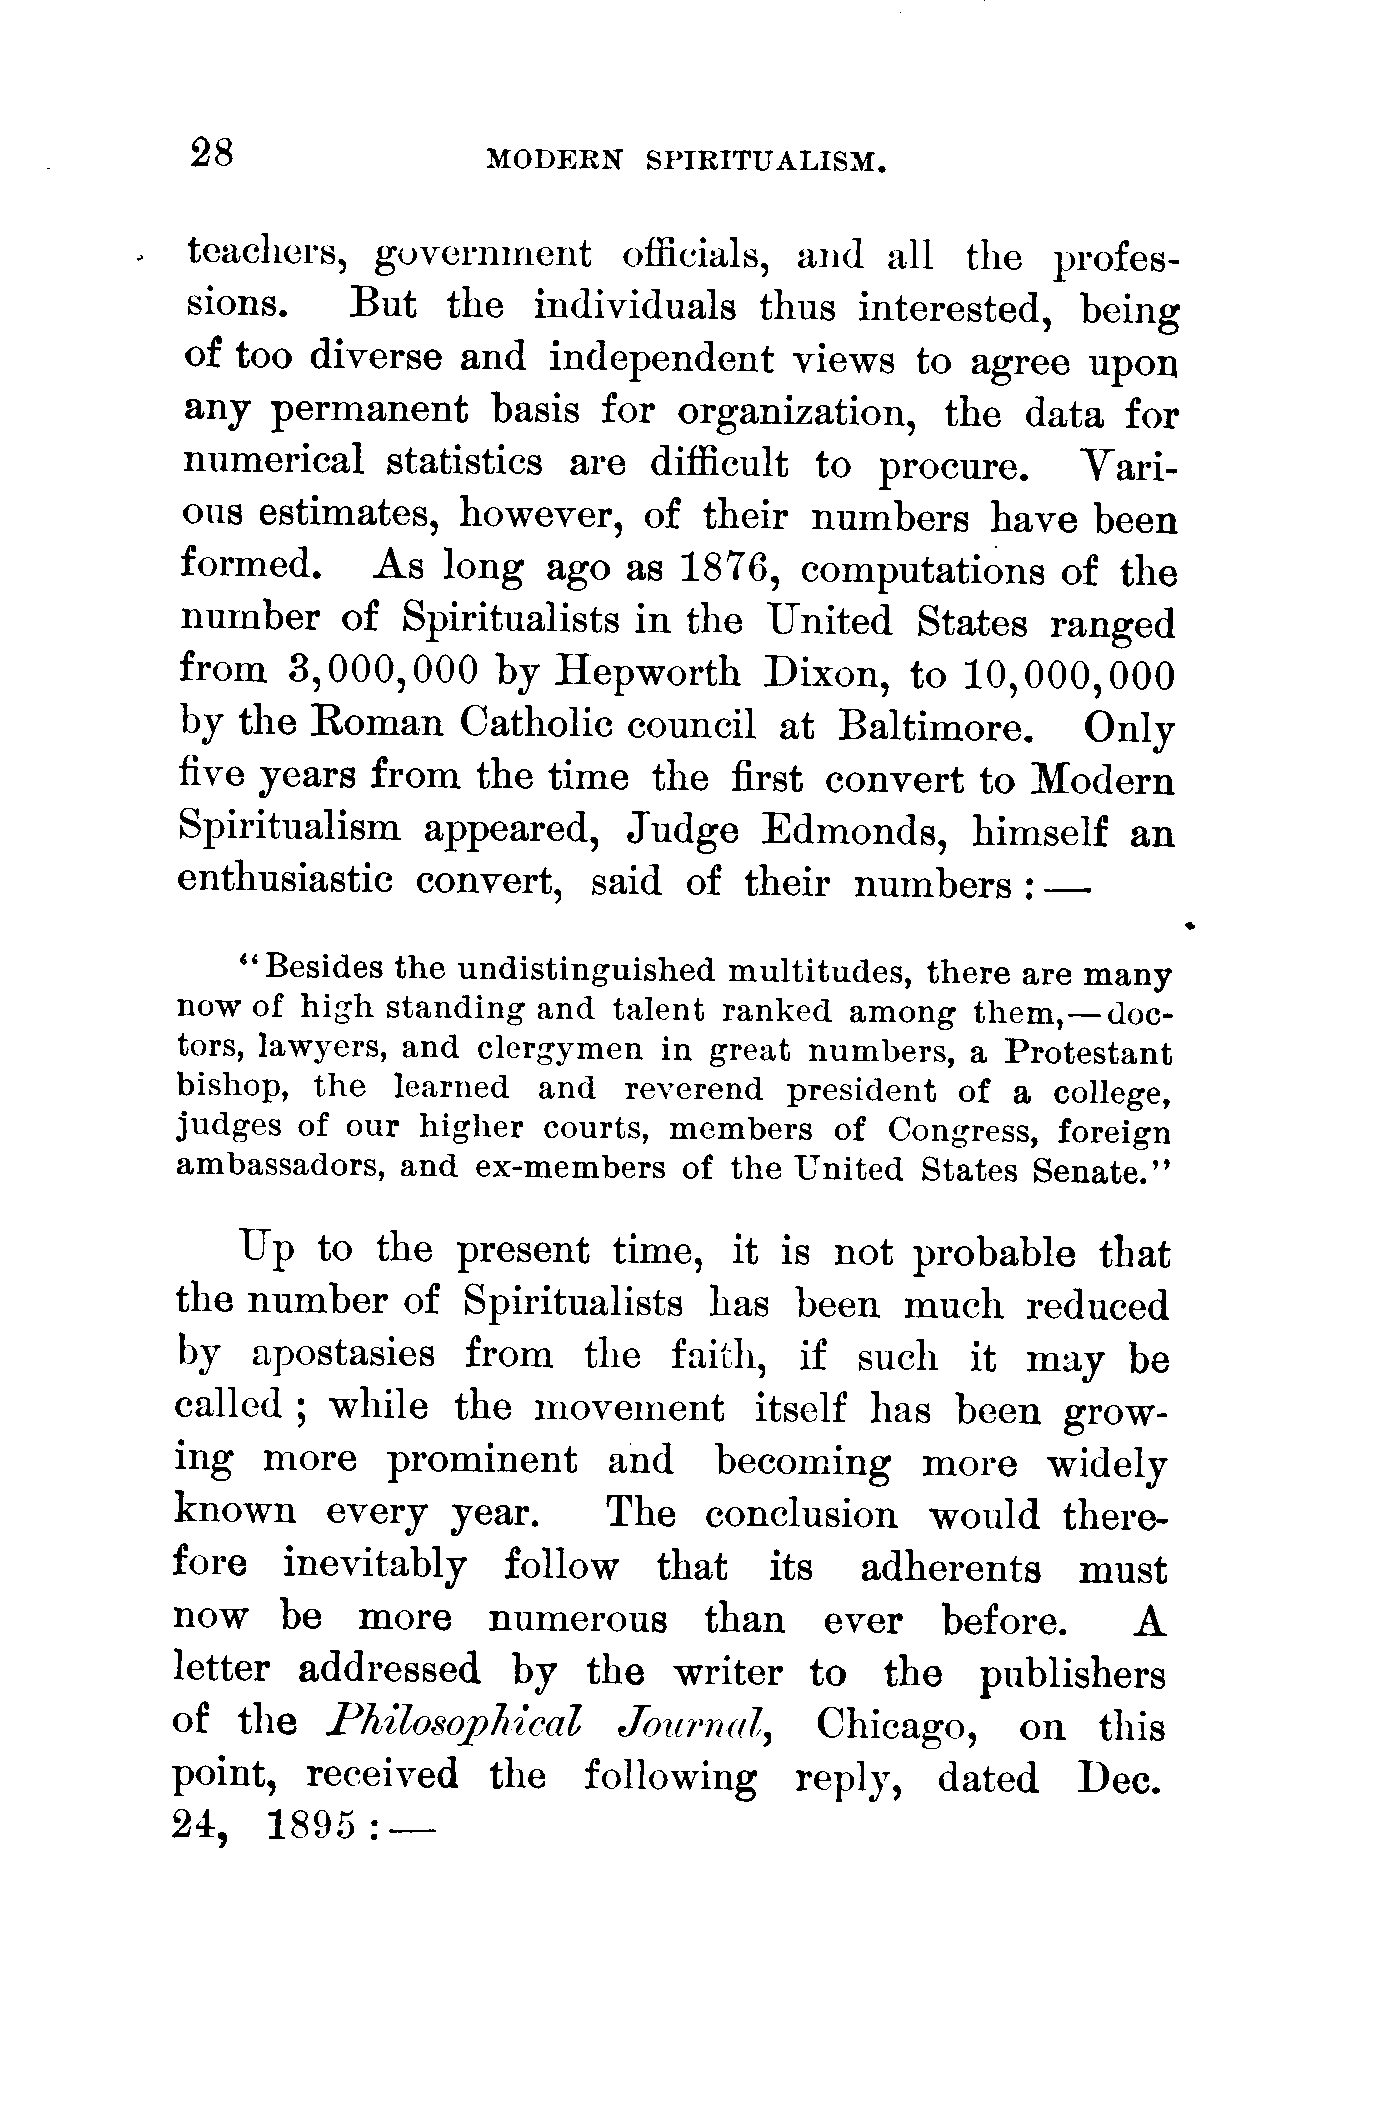 28 MODERN SPIRITUALISM.
teachers, government officials, and all the profes-
sions. But the individuals thus interested, being
of too diverse and independent views to agree upon
any permanent basis for organization, the data for
numerical statistics are difficult to procure. Vari-
ous estimates, however, of their numbers have been
formed. As long ago as 1876, computations of the
number of Spiritualists in the United States ranged
from 3,000,000 by Hepworth Dixon, to 10,000,000
by the Roman Catholic council at Baltimore. Only
five years from the time the first convert to Modern
Spiritualism appeared, Judge Edmonds, himself an
enthusiastic convert, said of their numbers : —
"Besides the undistinguished multitudes, there are many
now of high standing and talent ranked among them,—doc-
tors, lawyers, and clergymen in great numbers, a Protestant
bishop, the learned and reverend president of a college,
judges of our higher courts, members of Congress, foreign
ambassadors, and ex-members of the United States Senate."
Up to the present time, it is not probable that
the number of Spiritualists has been much reduced
by apostasies from the faith, if such it may be
called ; while the movement itself has been grow-
ing more prominent and becoming more widely
known every year. The conclusion would there-
fore inevitably follow that its adherents must
now be more numerous than ever before. A
letter addressed by the writer to the publishers
of the Philosophical Journal, Chicago, on this
point, received the following reply, dated Dec.
24, 1895 : —